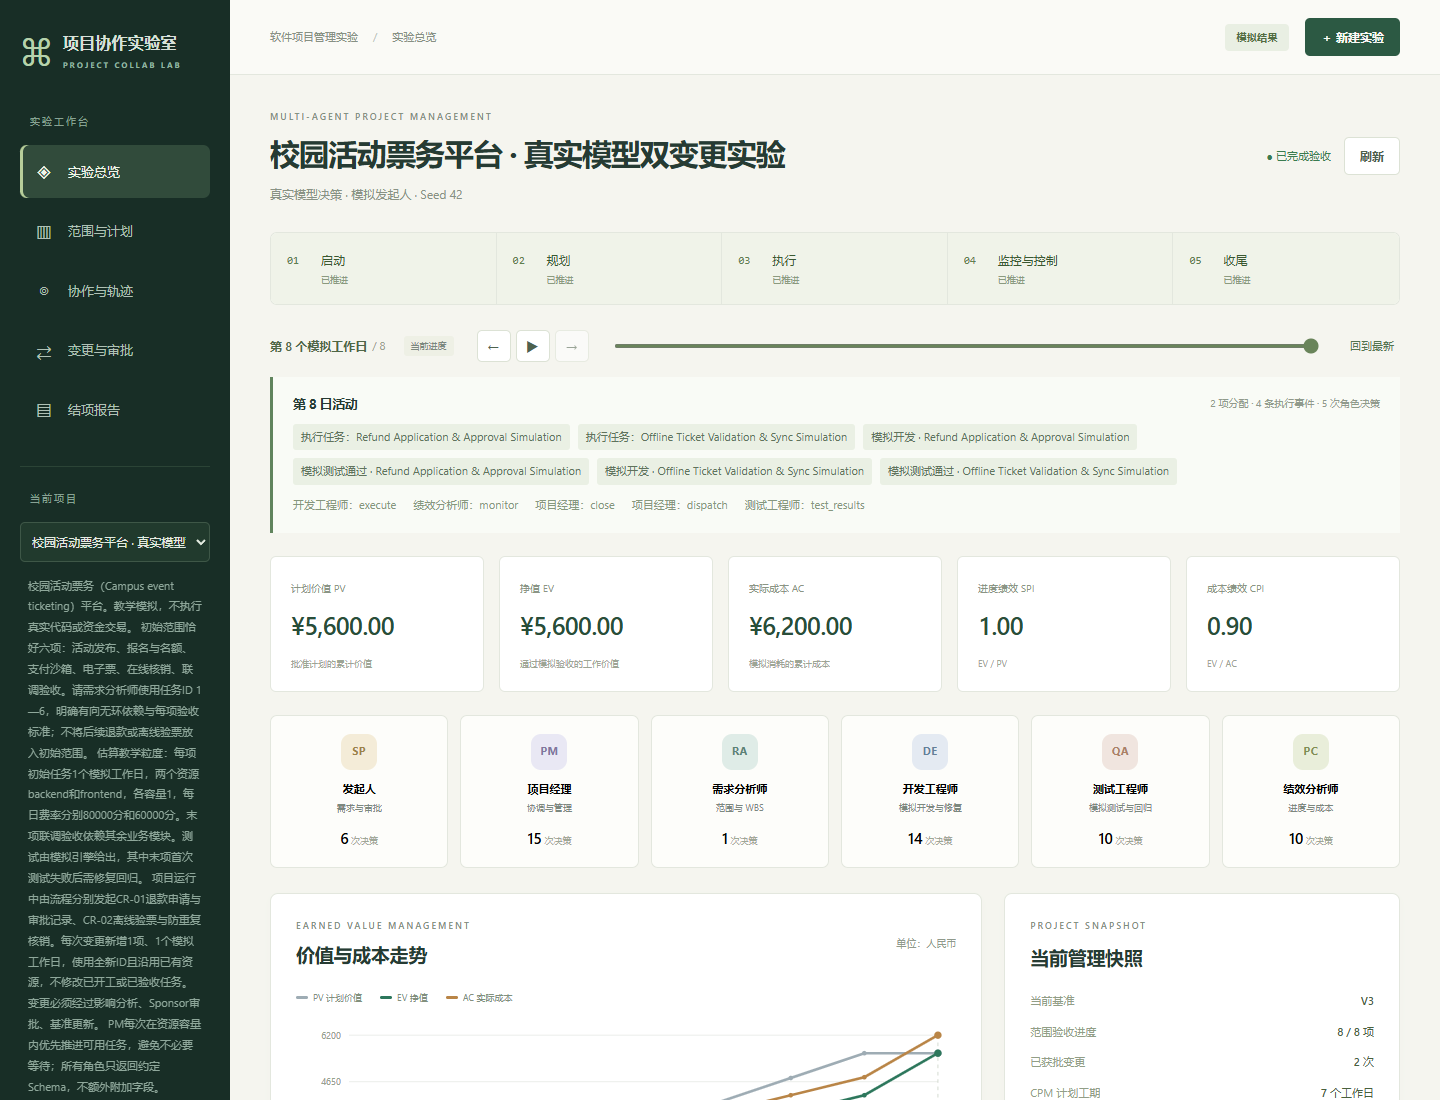 项目协作实验室
PROJECT COLLAB LAB
实验工作台
实验总览
范围与计划
协作与轨迹
变更与审批
结项报告
当前项目
校园活动票务平台 · 真实模型
校园活动票务（Campus event
ticketing）平台。教学模拟，不执行
真实代码或资金交易。 初始范围恰
好六项：活动发布、报名与名额、
支付沙箱、电子票、在线核销、联
调验收。请需求分析师使用任务ID 1
—6，明确有向无环依赖与每项验收
标准；不将后续退款或离线验票放
入初始范围。 估算教学粒度：每项
初始任务1个模拟工作日，两个资源
backend和frontend，各容量1，每
日费率分别80000分和60000分。末
项联调验收依赖其余业务模块。测
试由模拟引擎给出，其中末项首次
测试失败后需修复回归。 项目运行
中由流程分别发起CR-01退款申请与
审批记录、CR-02离线验票与防重复
核销。每次变更新增1项、1个模拟
工作日，使用全新ID且沿用已有资
源，不修改已开工或已验收任务。
变更必须经过影响分析、Sponsor审
批、基准更新。 PM每次在资源容量
内优先推进可用任务，避免不必要
等待；所有角色只返回约定
Schema，不额外附加字段。
软件项目管理实验 / 实验总览
模拟结果
+ 新建实验
MULTI-AGENT PROJECT MANAGEMENT
校园活动票务平台 · 真实模型双变更实验
真实模型决策 · 模拟发起人 · Seed 42
已完成验收
刷新
01 启动
已推进
02 规划
已推进
03 执行
已推进
04 监控与控制
已推进
05 收尾
已推进
第 8 个模拟工作日 / 8
当前进度
← ▶ →
回到最新
第 8 日活动
2 项分配 · 4 条执行事件 · 5 次角色决策
执行任务：Refund Application & Approval Simulation
执行任务：Offline Ticket Validation & Sync Simulation
模拟开发 · Refund Application & Approval Simulation
模拟测试通过 · Refund Application & Approval Simulation
模拟开发 · Offline Ticket Validation & Sync Simulation
模拟测试通过 · Offline Ticket Validation & Sync Simulation
开发工程师：execute 绩效分析师：monitor 项目经理：close 项目经理：dispatch 测试工程师：test_results
计划价值 PV
¥5,600.00
批准计划的累计价值
挣值 EV
¥5,600.00
通过模拟验收的工作价值
实际成本 AC
¥6,200.00
模拟消耗的累计成本
进度绩效 SPI
1.00
EV / PV
成本绩效 CPI
0.90
EV / AC
SP
发起人
需求与审批
6 次决策
PM
项目经理
协调与管理
15 次决策
RA
需求分析师
范围与 WBS
1 次决策
DE
开发工程师
模拟开发与修复
14 次决策
QA
测试工程师
模拟测试与回归
10 次决策
PC
绩效分析师
进度与成本
10 次决策
EARNED VALUE MANAGEMENT
价值与成本走势
单位：人民币
PV 计划价值 EV 挣值 AC 实际成本
6200
4650
PROJECT SNAPSHOT
当前管理快照
当前基准 V3
范围验收进度 8 / 8 项
已获批变更 2 次
CPM 计划工期 7 个工作日